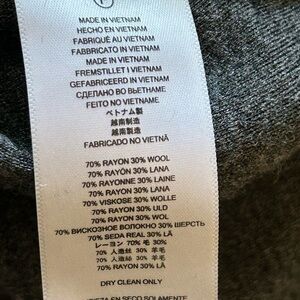 P
MADE IN VIETNAM
HECHO EN VIETNAM
FABRIQUÉ AU VIETNAM
FABBRICATO IN VIETNAM
MADE IN VIETNAM
FREMSTILLET I VIETNAM
GEFABRICEERD IN VIETNAM
СДЕЛАНО ВО ВЬЕТНАМЕ
FEITO NO VIETNAME
ベトナム製
越南制造
越南製造
FABRICADO NO VIETNÃ
70% RAYON 30% WOOL
70% RAYÓN 30% LANA
70% RAYONNE 30% LAINE
70% RAYON 30% LANA
70% VISKOSE 30% WOLLE
70% RAYON 30% ULD
70% RAYON 30% WOL
70% ВИСКОЗНОЕ ВОЛОКНО 30% ШЕРСТЬ
70% SEDA REAL 30% LÃ
レーヨン 70% 毛 30%
70% 人造丝 30% 羊毛
70% 人造絲 30% 羊毛
70% RAYON 30% LÃ
DRY CLEAN ONLY
EN SECO SOLAMENTE